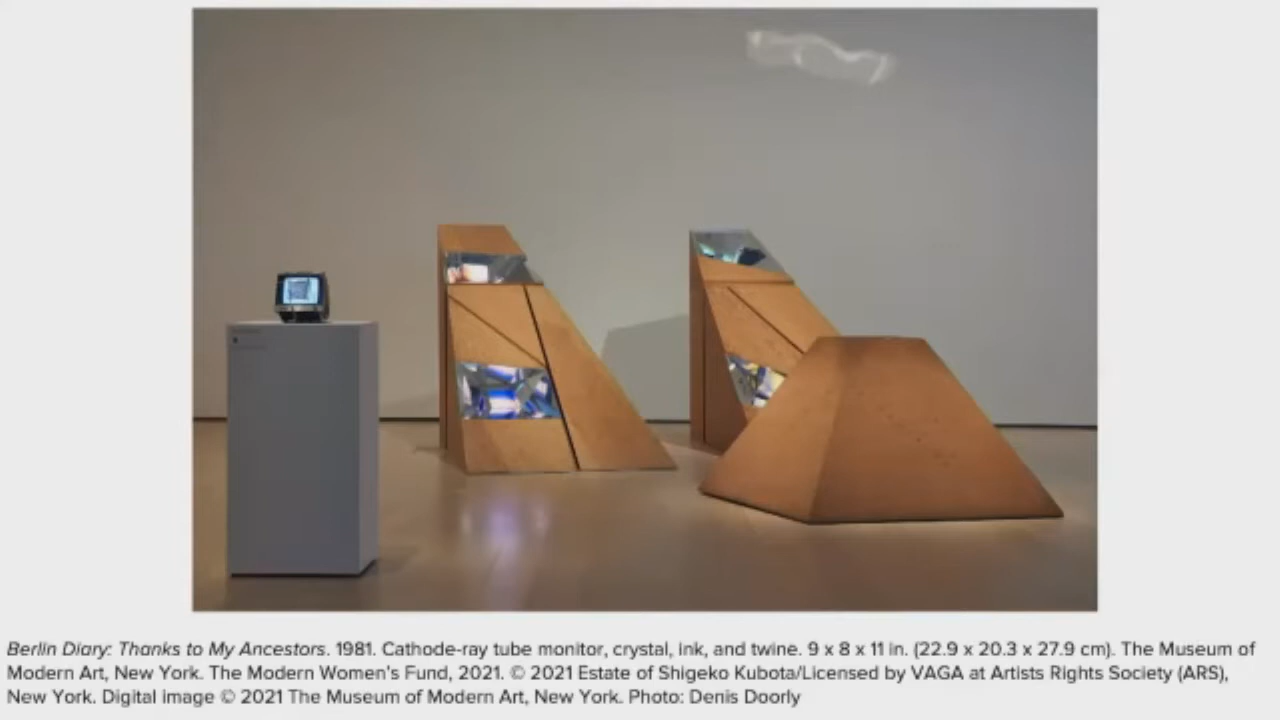 Berlin Diary: Thanks to My Ancestors. 1981. Cathode-ray tube monitor, crystal, ink, and twine. 9 x 8 x 11 in. (22.9 x 20.3 x 27.9 cm). The Museum of
Modern Art, New York. The Modern Women's Fund, 2021. © 2021 Estate of Shigeko Kubota/Licensed by VAGA at Artists Rights Society (ARS),
New York. Digital image © 2021 The Museum of Modern Art, New York. Photo: Denis Doorly